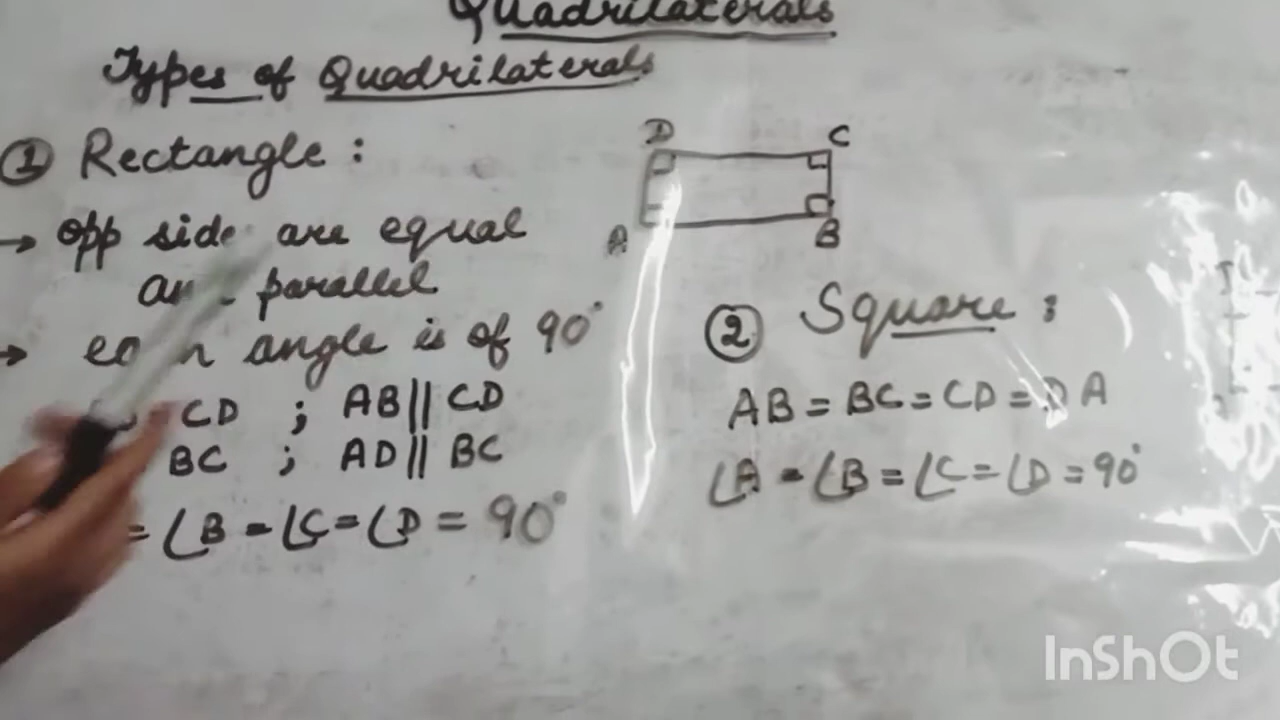 Quadrilaterals
Types of Quadrilaterals
① Rectangle :
→ opp side are equal
parallel
→ angle is of 90°
CD ; AB || CD
BC ; AD || BC
= ∠B = ∠C = ∠D = 90°
D C
A B
② Square :
AB = BC = CD = DA
∠A = ∠B = ∠C = ∠D = 90°
InShOt